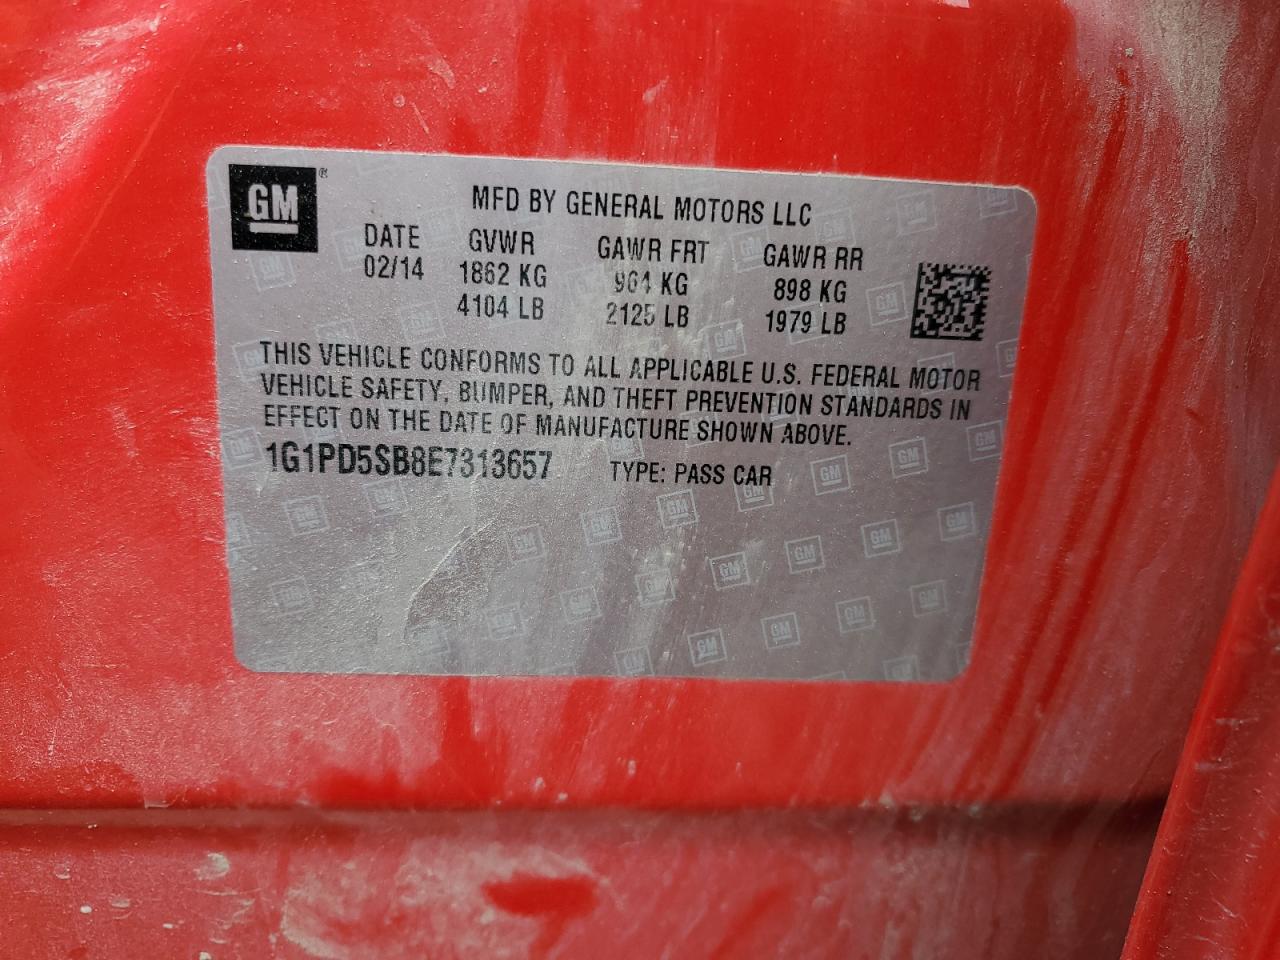 GM ®
MFD BY GENERAL MOTORS LLC
DATE GVWR GAWR FRT GAWR RR
02/14 1862 KG 964 KG 898 KG
4104 LB 2125 LB 1979 LB
THIS VEHICLE CONFORMS TO ALL APPLICABLE U.S. FEDERAL MOTOR
VEHICLE SAFETY, BUMPER, AND THEFT PREVENTION STANDARDS IN
EFFECT ON THE DATE OF MANUFACTURE SHOWN ABOVE.
1G1PD5SB8E7313657 TYPE: PASS CAR